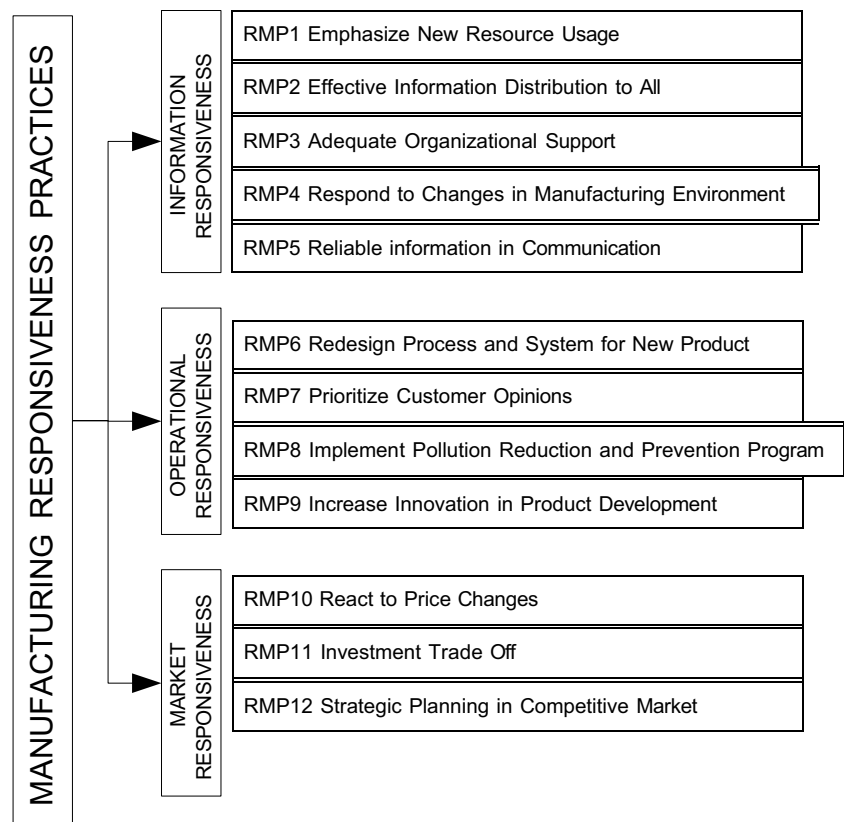 MANUFACTURING RESPONSIVENESS PRACTICES
INFORMATION
RESPONSIVENESS
RMP1 Emphasize New Resource Usage
RMP2 Effective Information Distribution to All
RMP3 Adequate Organizational Support
RMP4 Respond to Changes in Manufacturing Environment
RMP5 Reliable information in Communication
OPERATIONAL
RESPONSIVENESS
RMP6 Redesign Process and System for New Product
RMP7 Prioritize Customer Opinions
RMP8 Implement Pollution Reduction and Prevention Program
RMP9 Increase Innovation in Product Development
MARKET
RESPONSIVENESS
RMP10 React to Price Changes
RMP11 Investment Trade Off
RMP12 Strategic Planning in Competitive Market